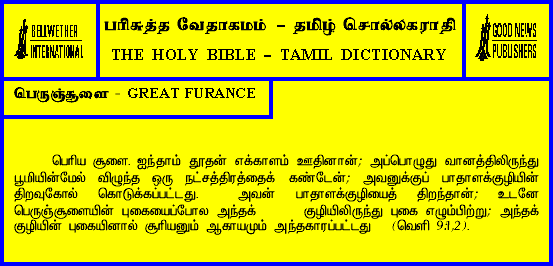 BELLWETHER
INTERNATIONAL
பரிசுத்த வேதாகமம் – தமிழ் சொல்லகராதி
THE HOLY BIBLE – TAMIL DICTIONARY
GOOD NEWS
PUBLISHERS
பெருஞ்சூளை - GREAT FURANCE
பெரிய சூளை. ஐந்தாம் தூதன் எக்காளம் ஊதினான்; அப்பொழுது வானத்திலிருந்து
பூமியின்மேல் விழுந்த ஒரு நட்சத்திரத்தைக் கண்டேன்; அவனுக்குப் பாதாளக்குழியின்
திறவுகோல் கொடுக்கப்பட்டது. அவன் பாதாளக்குழியைத் திறந்தான்; உடனே
பெருஞ்சூளையின் புகையைப்போல அந்தக் குழியிலிருந்து புகை எழும்பிற்று; அந்தக்
குழியின் புகையினால் சூரியனும் ஆகாயமும் அந்தகாரப்பட்டது (வெளி 9:1,2).